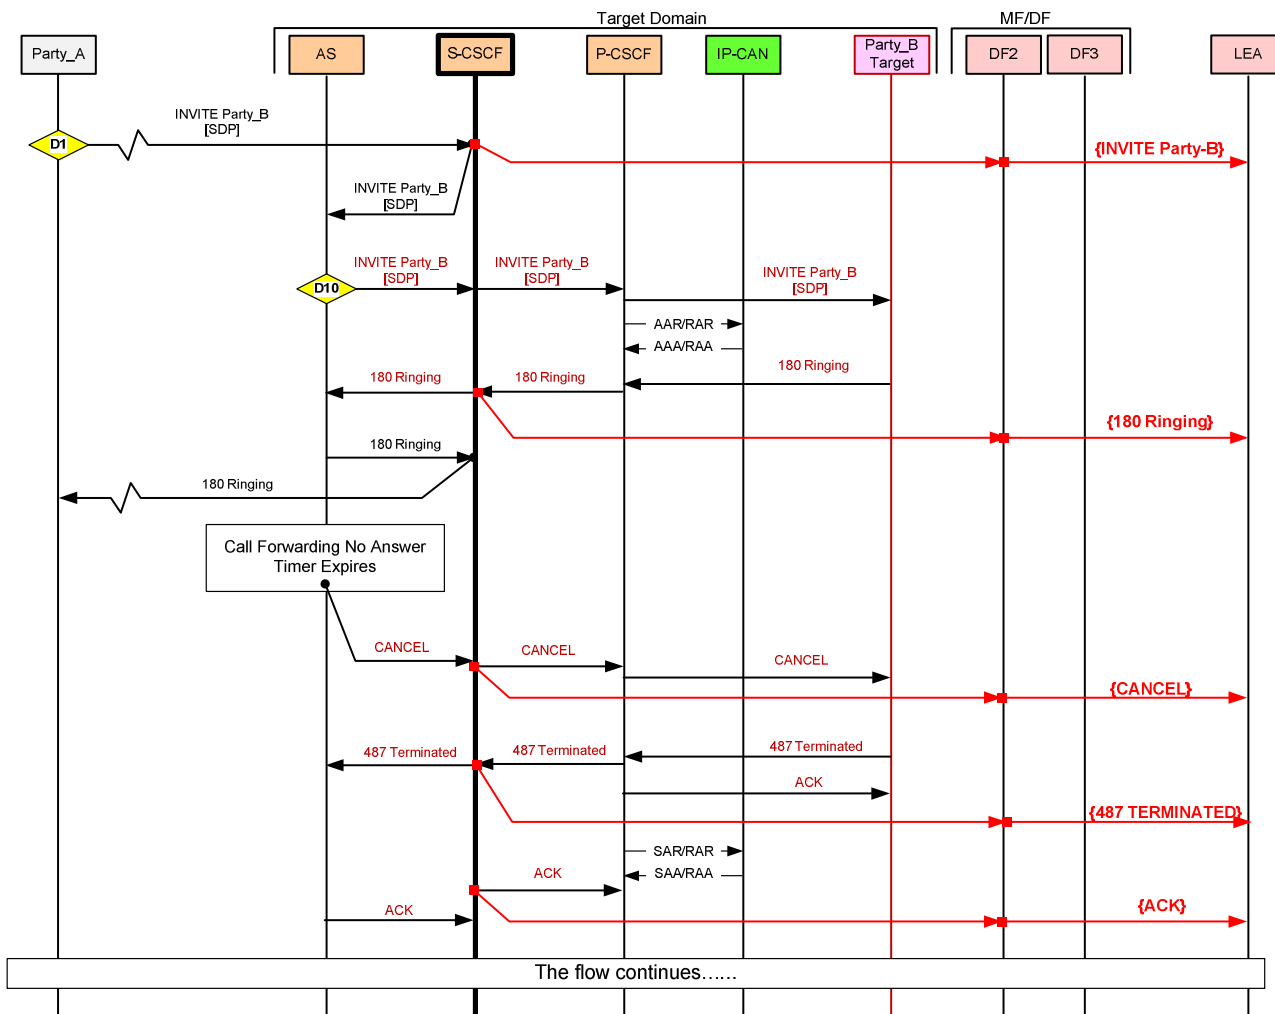 Target Domain
MF/DF
Party_A
AS
S-CSCF
P-CSCF
IP-CAN
Party_B
Target
DF2
DF3
LEA
INVITE Party_B
[SDP]
D1
{INVITE Party-B}
INVITE Party_B
[SDP]
INVITE Party_B
[SDP]
INVITE Party_B
[SDP]
INVITE Party_B
[SDP]
D10
AAR/RAR
AAA/RAA
180 Ringing
180 Ringing
180 Ringing
{180 Ringing}
180 Ringing
180 Ringing
Call Forwarding No Answer
Timer Expires
CANCEL
CANCEL
CANCEL
{CANCEL}
487 Terminated
487 Terminated
487 Terminated
ACK
{487 TERMINATED}
SAR/RAR
SAA/RAA
ACK
ACK
{ACK}
The flow continues......